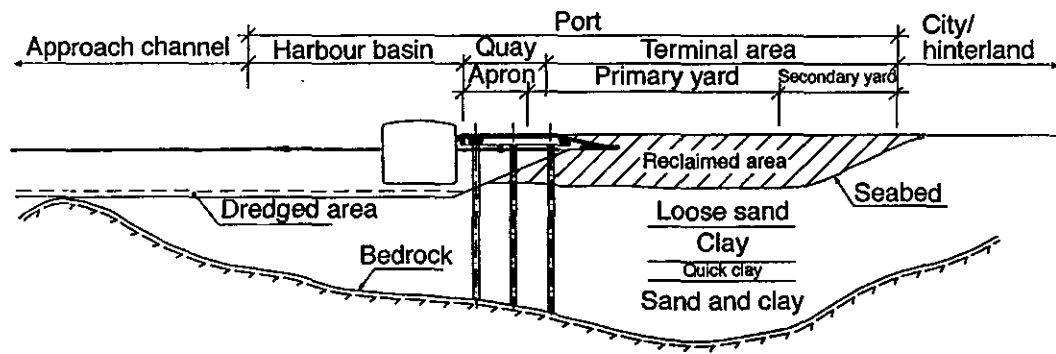 Port
City/
hinterland
Approach channel
Harbour basin
Quay
Terminal area
Apron
Primary yard
Secondary yard
Reclaimed area
Seabed
Dredged area
Loose sand
Clay
Bedrock
Quick clay
Sand and clay